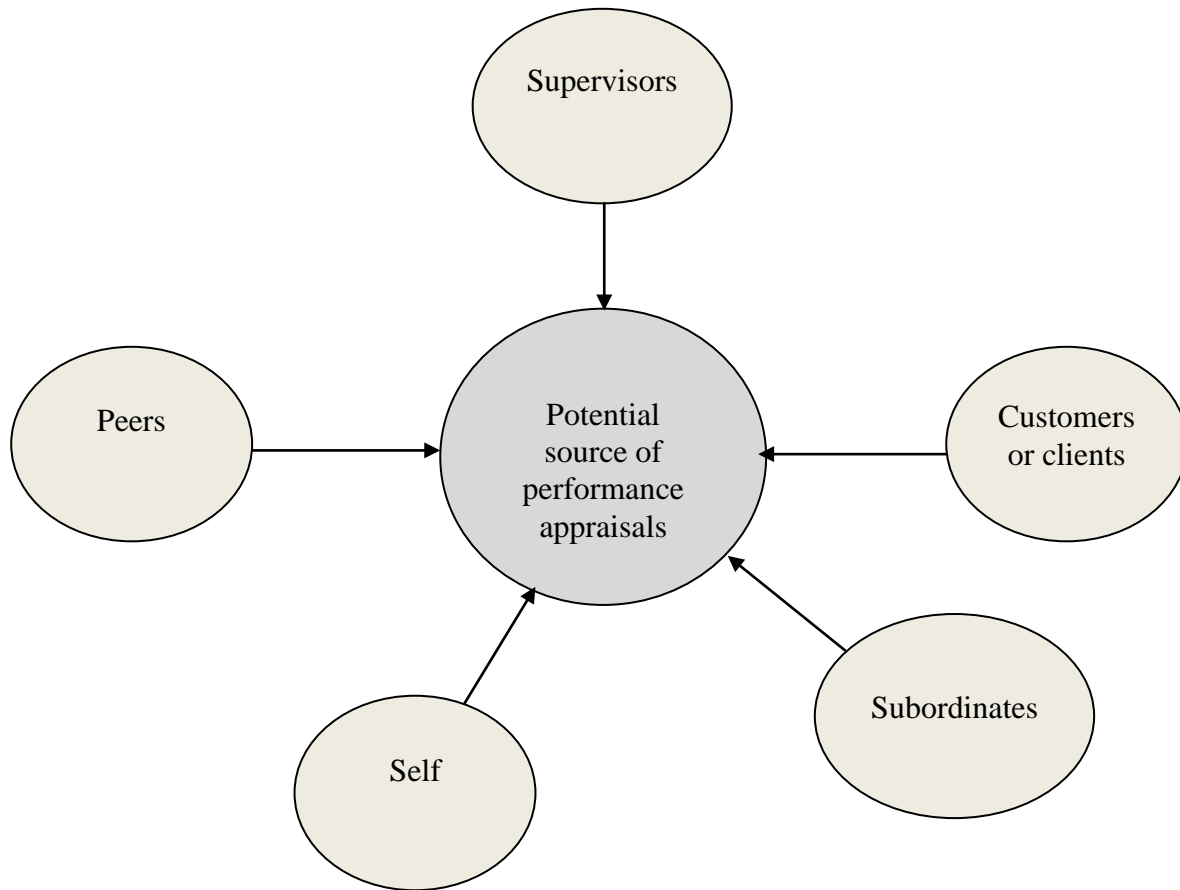 Supervisors
Peers
Potential
source of
performance
appraisals
Customers
or clients
Subordinates
Self